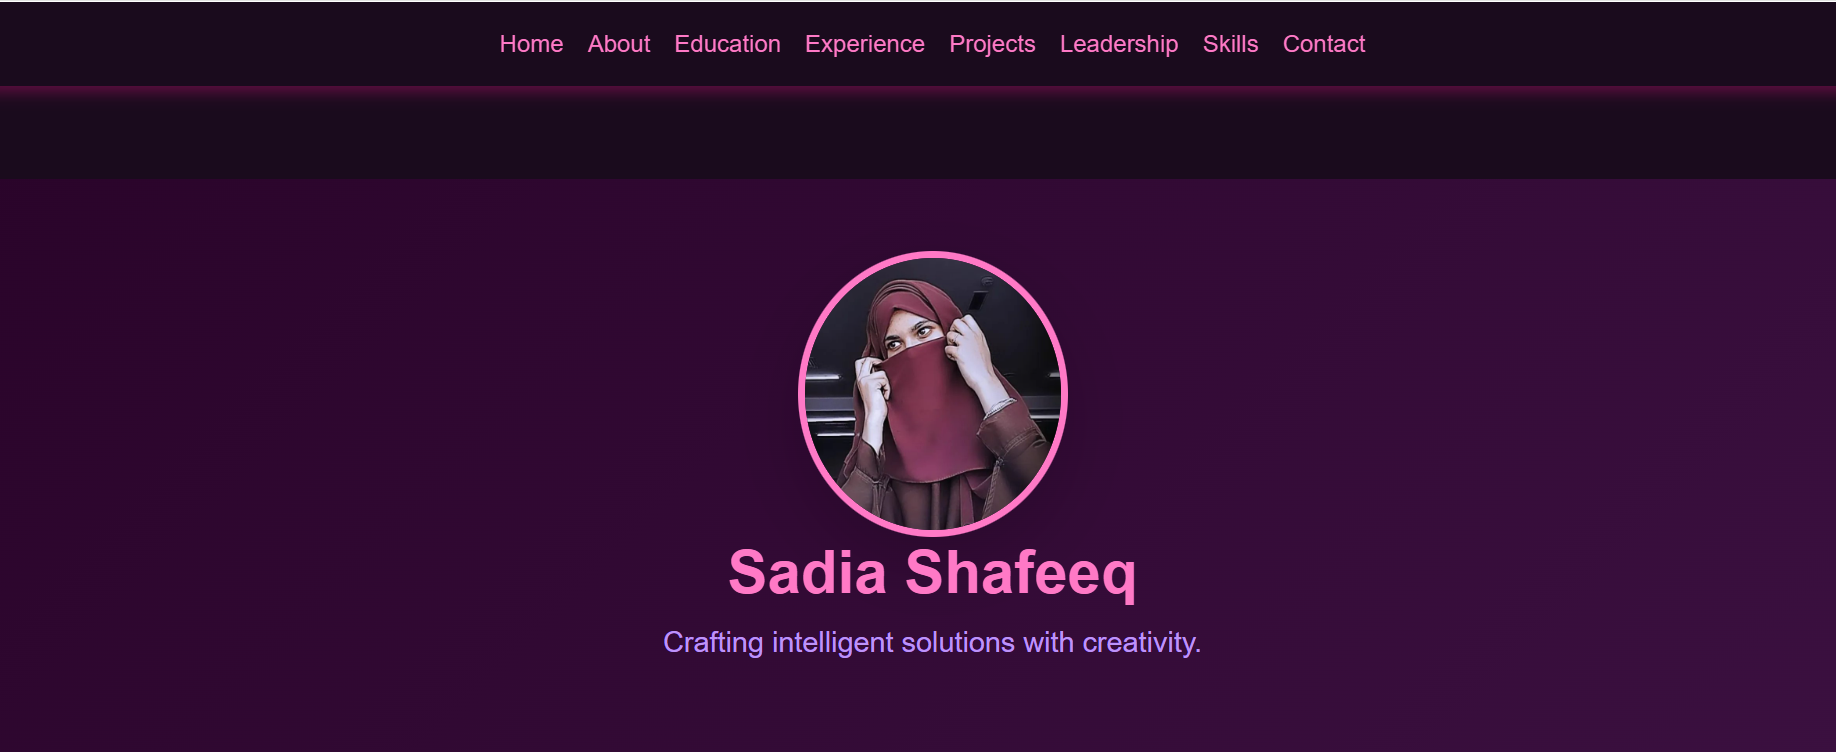 Home About Education Experience Projects Leadership Skills Contact
Sadia Shafeeq
Crafting intelligent solutions with creativity.